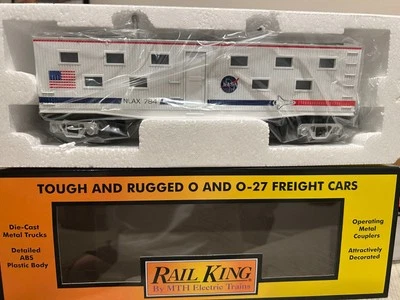 NASA
NLAX 284
TOUGH AND RUGGED O AND O-27 FREIGHT CARS
Die-Cast
Metal Trucks
Detailed
ABS
Plastic Body
Operating
Metal
Couplers
Attractively
Decorated
RAIL KING
By MTH Electric Trains